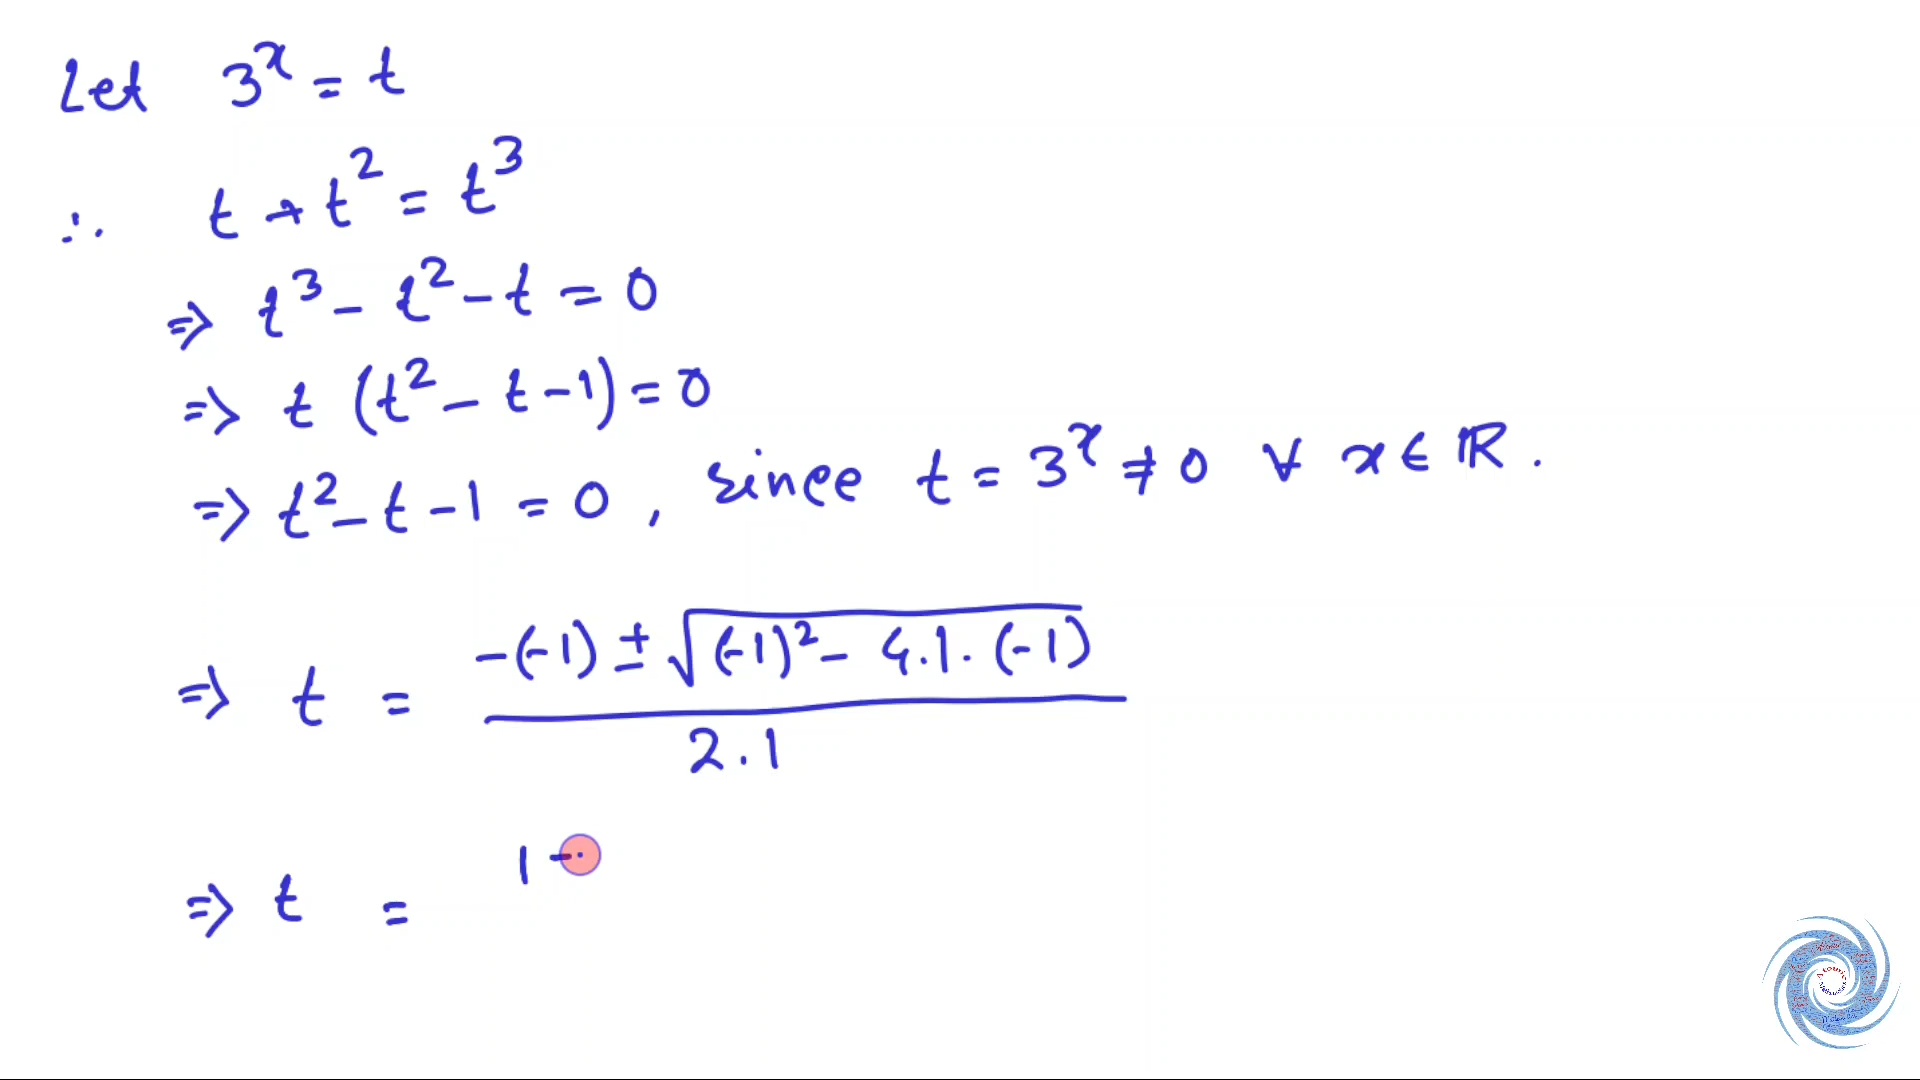 Let 3^x = t
∴ t + t^2 = t^3
⇒ t^3 - t^2 - t = 0
⇒ t (t^2 - t - 1) = 0
⇒ t^2 - t - 1 = 0, since t = 3^x ≠ 0 ∀ x ∈ ℝ.
⇒ t = (-(-1) ± √((-1)^2 - 4.1.(-1))) / 2.1
⇒ t = 1 -